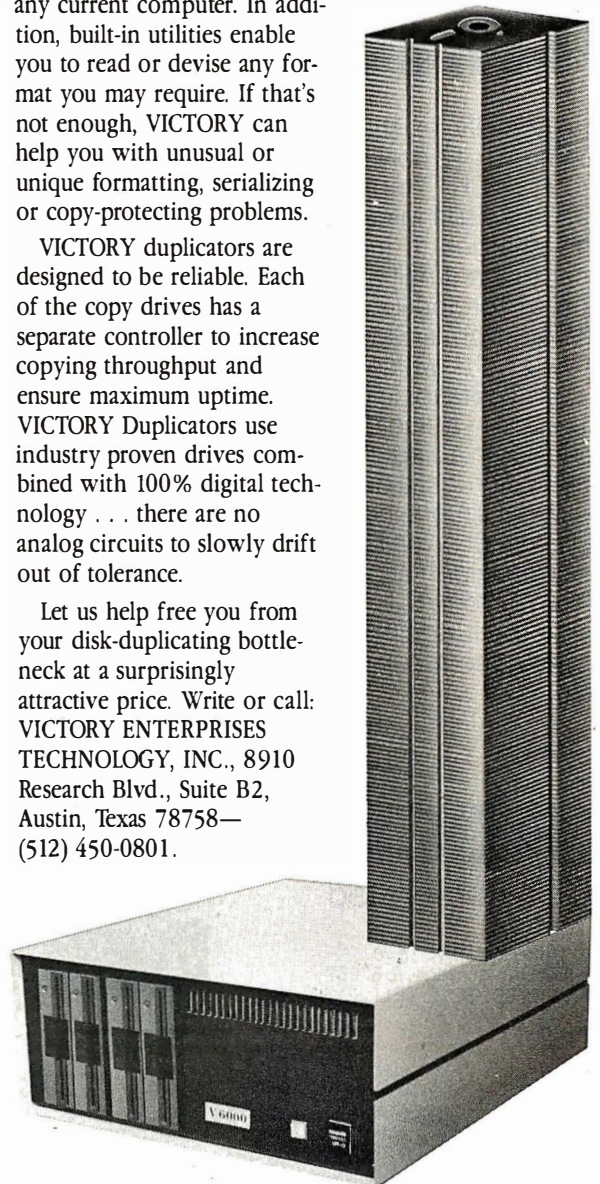 any current computer. In addi-
tion, built-in utilities enable
you to read or devise any for-
mat you may require. If that's
not enough, VICTORY can
help you with unusual or
unique formatting, serializing
or copy-protecting problems.
VICTORY duplicators are
designed to be reliable. Each
of the copy drives has a
separate controller to increase
copying throughput and
ensure maximum uptime.
VICTORY Duplicators use
industry proven drives com-
bined with 100% digital tech-
nology . . . there are no
analog circuits to slowly drift
out of tolerance.
Let us help free you from
your disk-duplicating bottle-
neck at a surprisingly
attractive price. Write or call:
VICTORY ENTERPRISES
TECHNOLOGY, INC., 8910
Research Blvd., Suite B2,
Austin, Texas 78758—
(512) 450-0801.
V6000